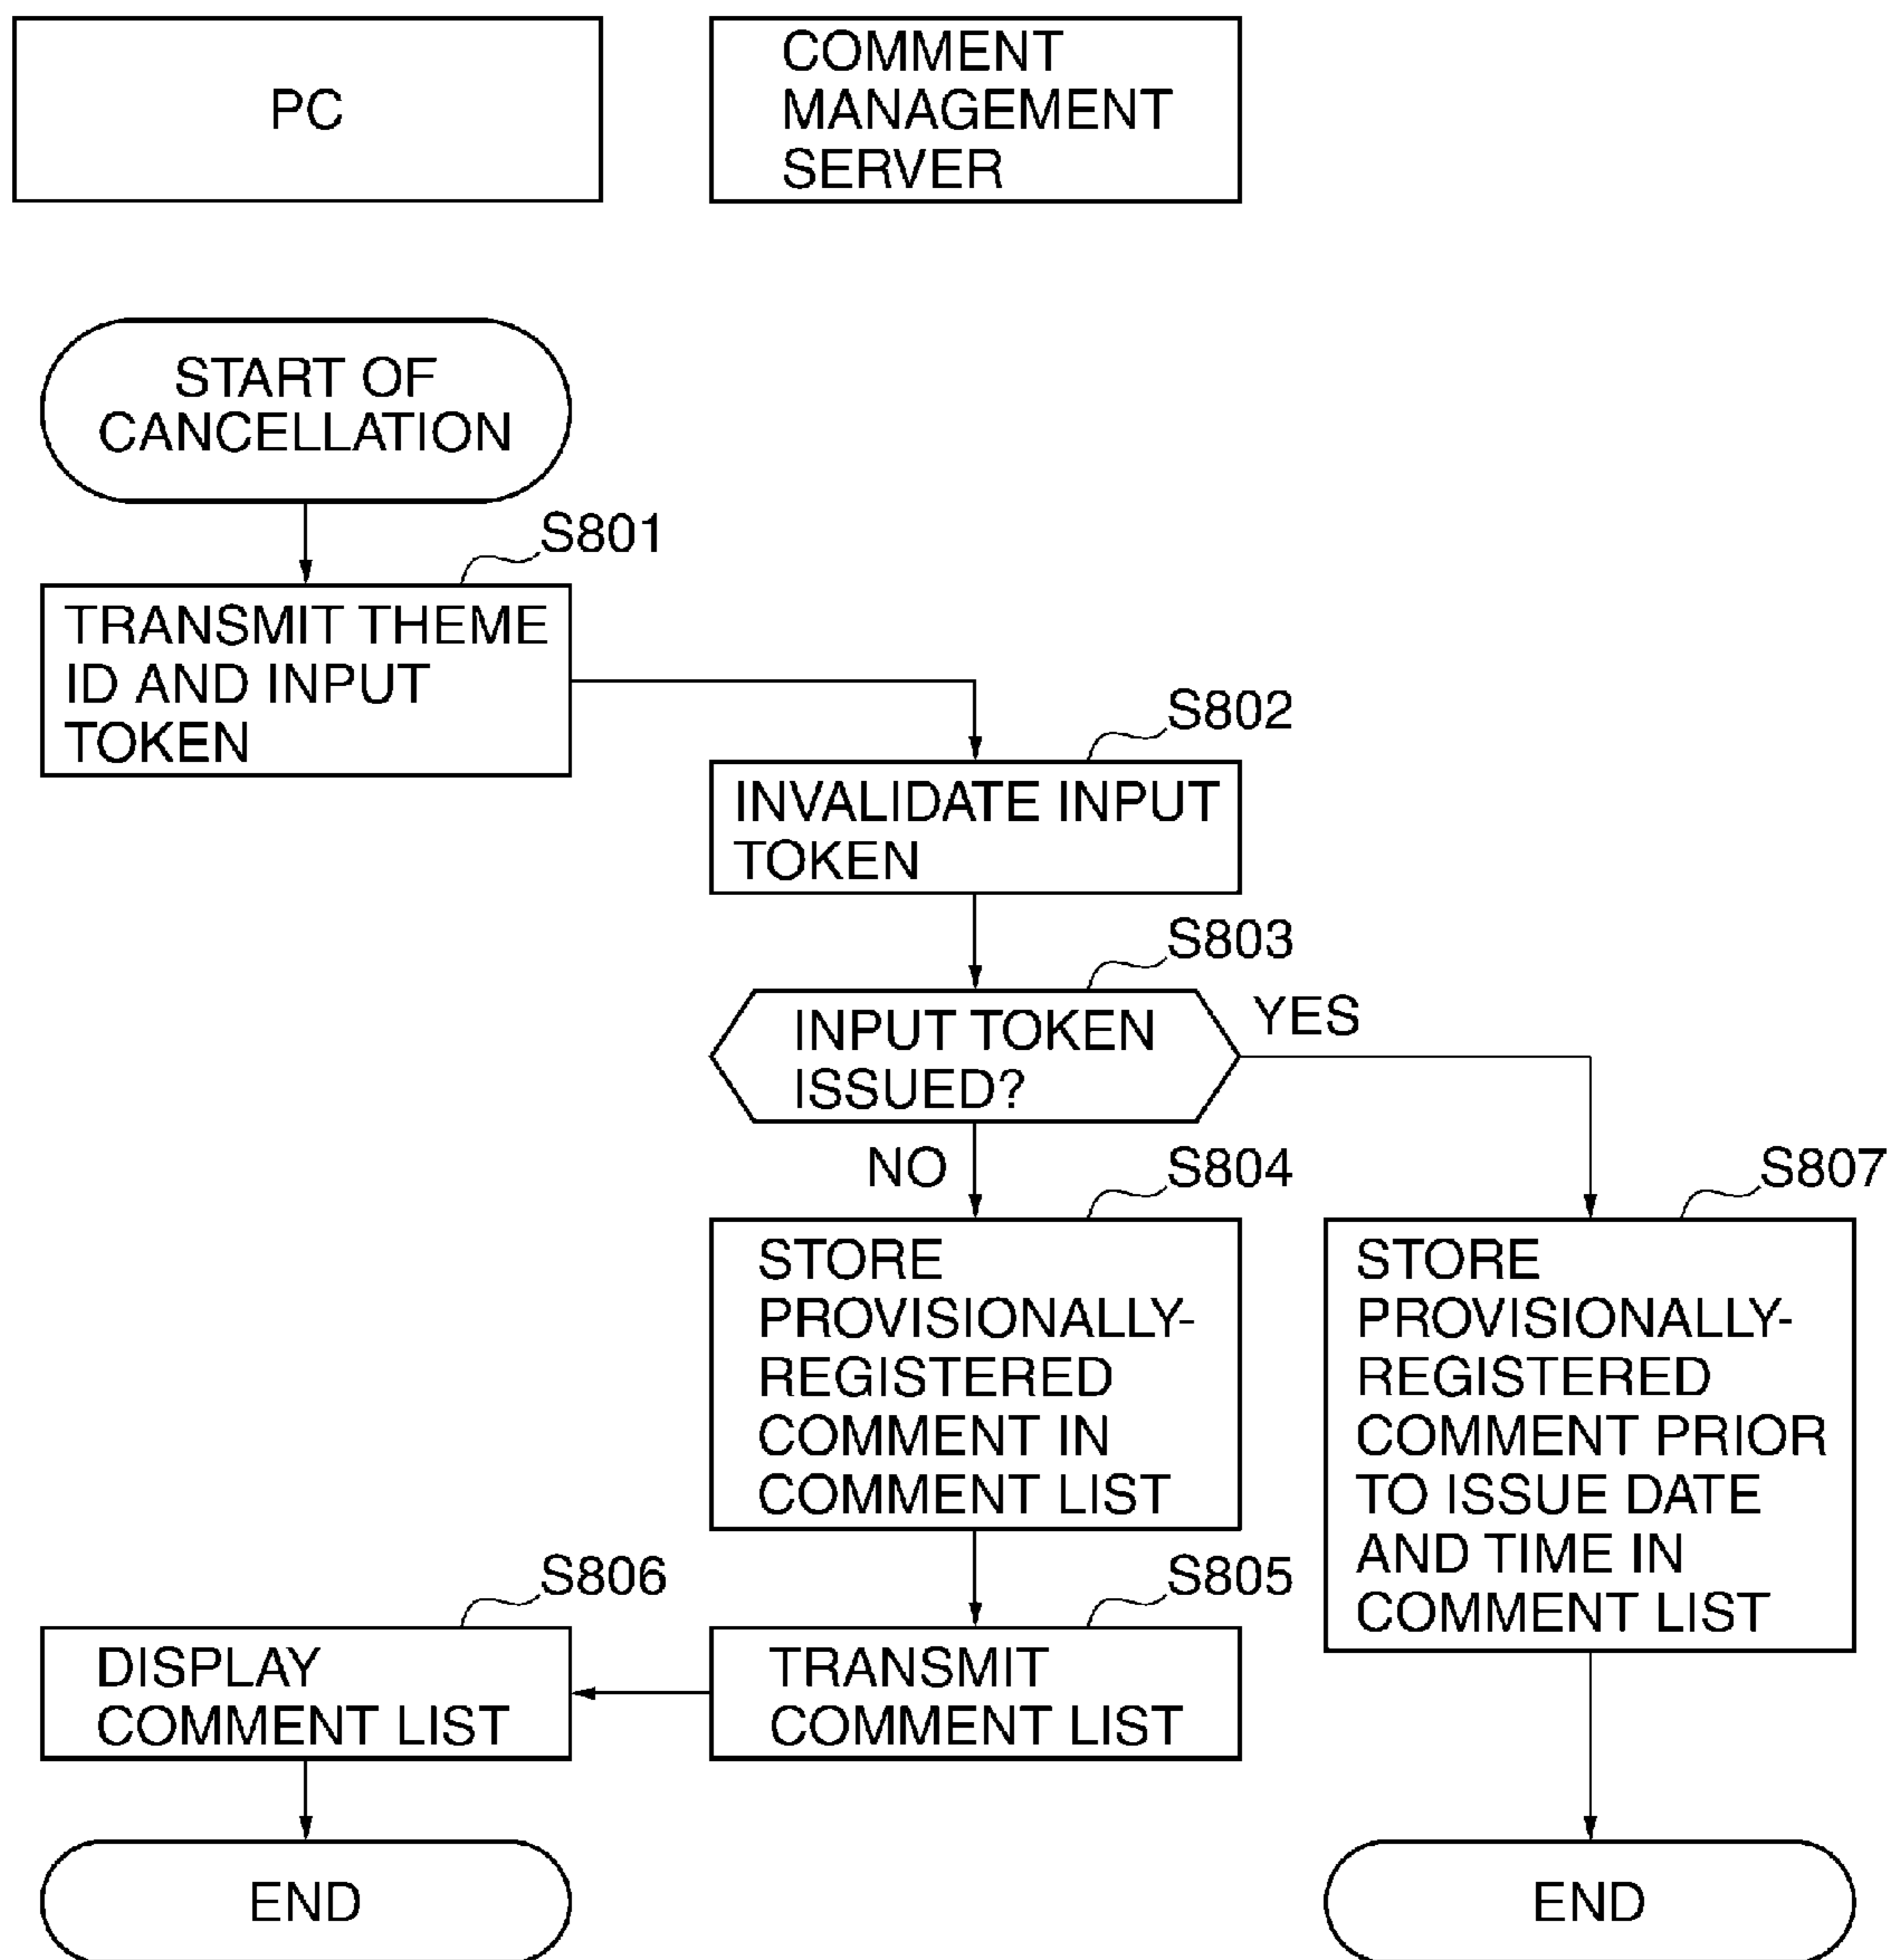 PC
COMMENT
MANAGEMENT
SERVER
START OF
CANCELLATION
S801
TRANSMIT THEME
ID AND INPUT
TOKEN
S802
INVALIDATE INPUT
TOKEN
S803
INPUT TOKEN
ISSUED?
YES
NO
S804
STORE
PROVISIONALLY-
REGISTERED
COMMENT IN
COMMENT LIST
S807
STORE
PROVISIONALLY-
REGISTERED
COMMENT PRIOR
TO ISSUE DATE
AND TIME IN
COMMENT LIST
S806
DISPLAY
COMMENT LIST
S805
TRANSMIT
COMMENT LIST
END
END